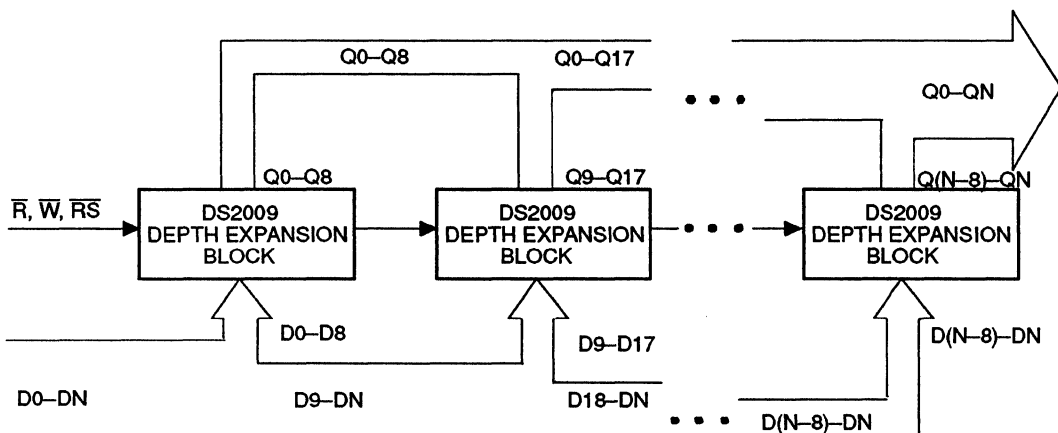 Q0–Q8
Q0–Q17
Q0–QN
Q0–Q8
Q9–Q17
Q(N–8)–QN
R̅, W̅, R̅S̅
DS2009
DEPTH EXPANSION
BLOCK
DS2009
DEPTH EXPANSION
BLOCK
• • •
DS2009
DEPTH EXPANSION
BLOCK
D0–D8
D9–D17
D(N–8)–DN
D0–DN
D9–DN
D18–DN
D(N–8)–DN